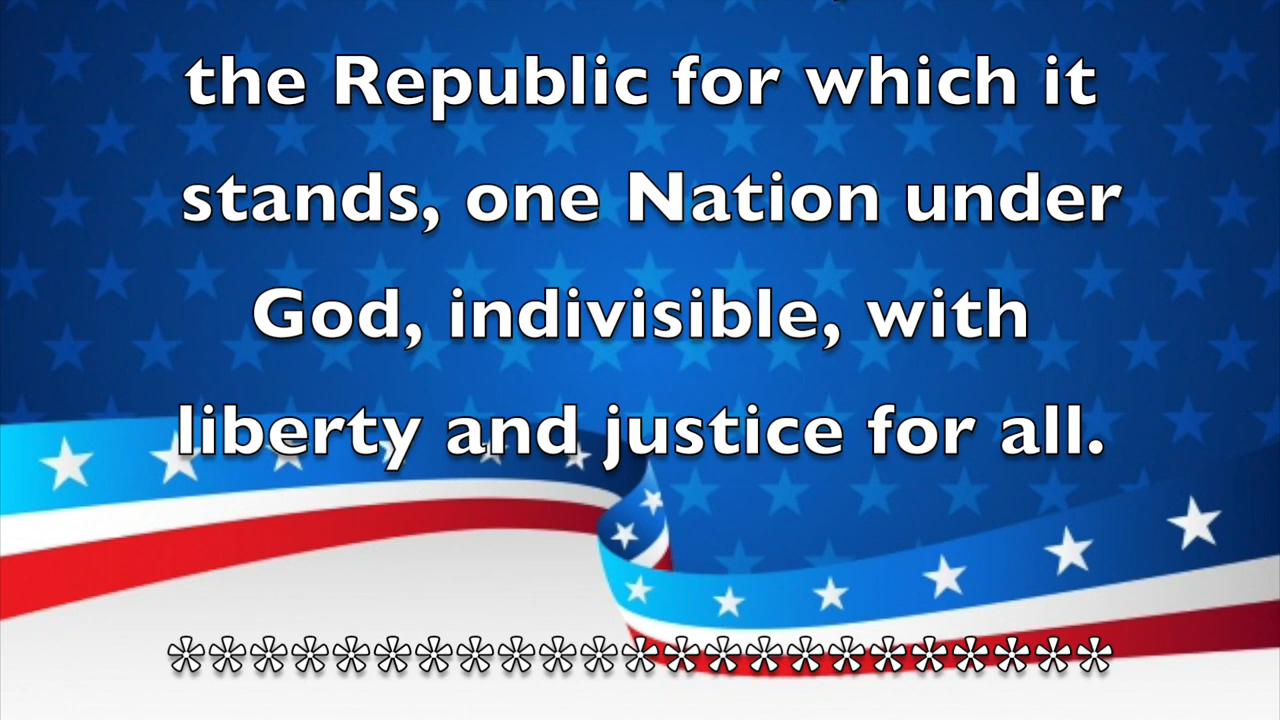 the Republic for which it
stands, one Nation under
God, indivisible, with
liberty and justice for all.
***********************